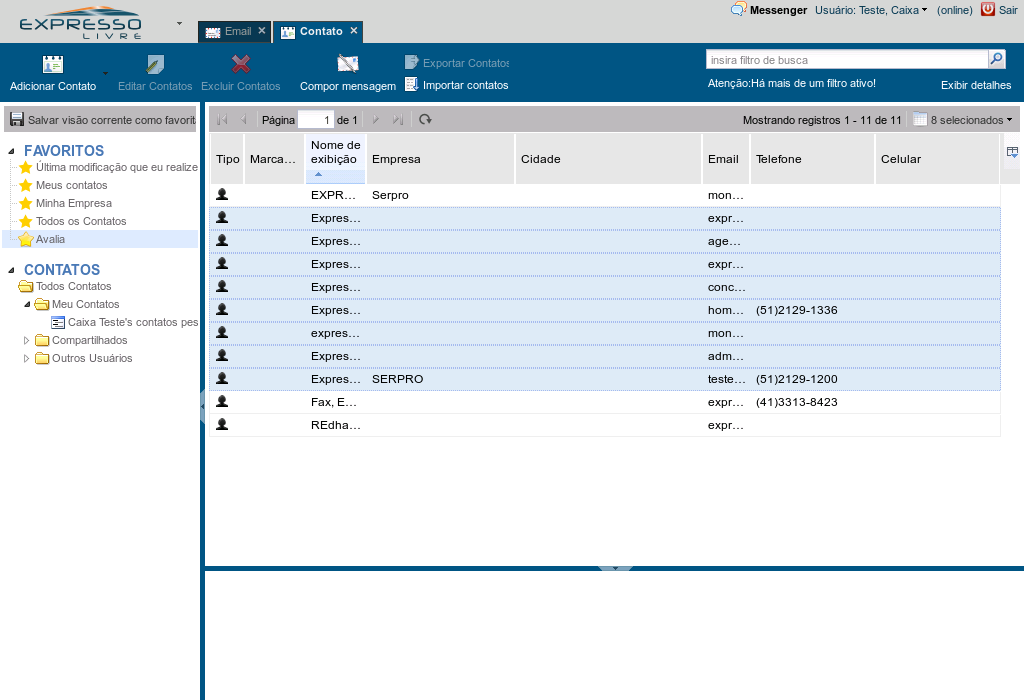 EXPRESSO
LIVRE
Email
Contato
Messenger
Usuário: Teste, Caixa
(online)
Sair
Adicionar Contato
Editar Contatos
Excluir Contatos
Compor mensagem
Exportar Contatos
Importar contatos
insira filtro de busca
Atenção:Há mais de um filtro ativo!
Exibir detalhes
Salvar visão corrente como favorit
FAVORITOS
Última modificação que eu realize
Meus contatos
Minha Empresa
Todos os Contatos
Avalia
CONTATOS
Todos Contatos
Meu Contatos
Caixa Teste's contatos pes
Compartilhados
Outros Usuários
Página 1 de 1
Mostrando registros 1 - 11 de 11
8 selecionados
Tipo Marca... Nome de exibição Empresa Cidade Email Telefone Celular
EXPR... Serpro mon...
Expres... expr...
Expres... age...
Expres... expr...
Expres... conc...
Expres... hom... (51)2129-1336
expres... mon...
Expres... adm...
Expres... SERPRO teste... (51)2129-1200
Fax, E... expr... (41)3313-8423
REdha... expr...